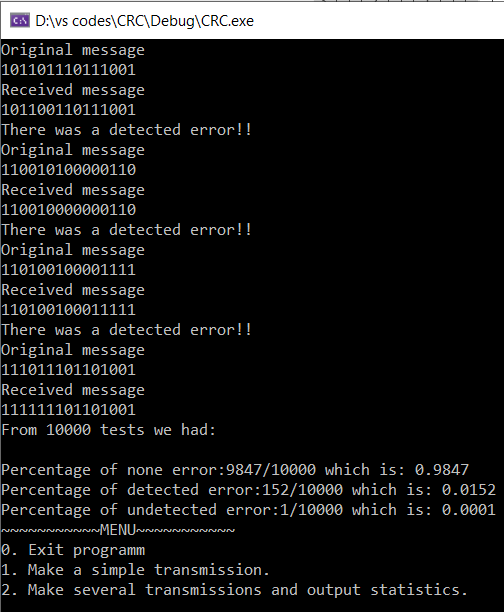 D:\vs codes\CRC\Debug\CRC.exe
Original message
101101110111001
Received message
101100110111001
There was a detected error!!
Original message
110010100000110
Received message
110010000000110
There was a detected error!!
Original message
110100100001111
Received message
110100100011111
There was a detected error!!
Original message
111011101101001
Received message
111111101101001
From 10000 tests we had:
Percentage of none error:9847/10000 which is: 0.9847
Percentage of detected error:152/10000 which is: 0.0152
Percentage of undetected error:1/10000 which is: 0.0001
~~~~~~~~~~~MENU~~~~~~~~~~~
0. Exit programm
1. Make a simple transmission.
2. Make several transmissions and output statistics.